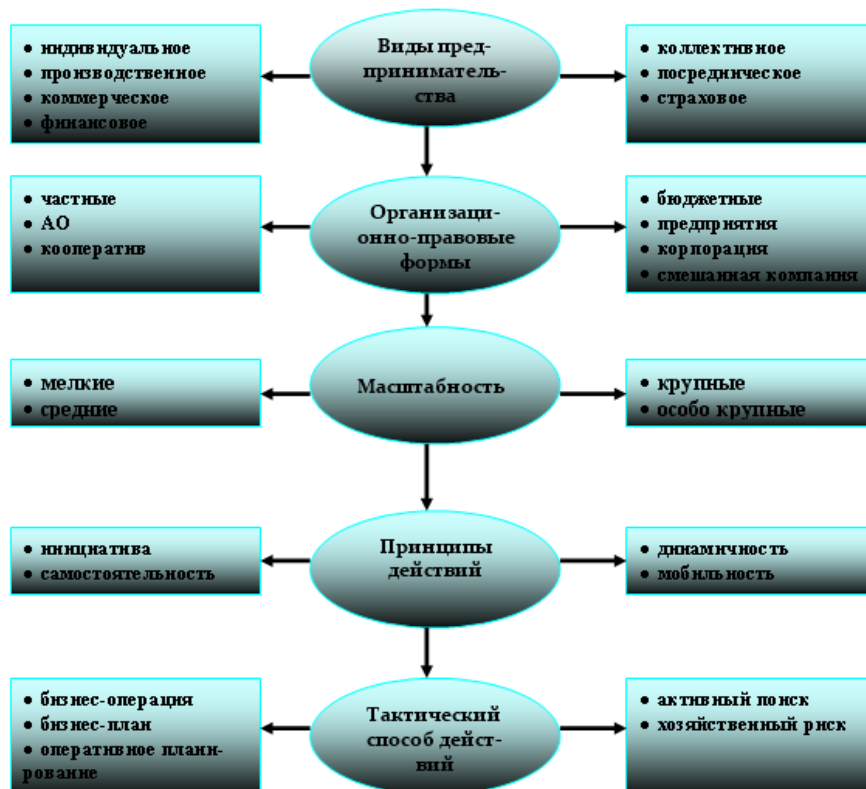 ● индивидуальное
● производственное
● коммерческое
● финансовое
Виды пред-
приниматель-
ства
● коллективное
● посредническое
● страховое
● частные
● АО
● кооператив
Организаци-
онно-правовые
формы
● бюджетные
● предприятия
● корпорация
● смешанная компания
● мелкие
● средние
Масштабность
● крупные
● особо крупные
● инициатива
● самостоятельность
Принципы
действий
● динамичность
● мобильность
● бизнес-операция
● бизнес-план
● оперативное плани-
рование
Тактический
способ дейст-
вий
● активный поиск
● хозяйственный риск